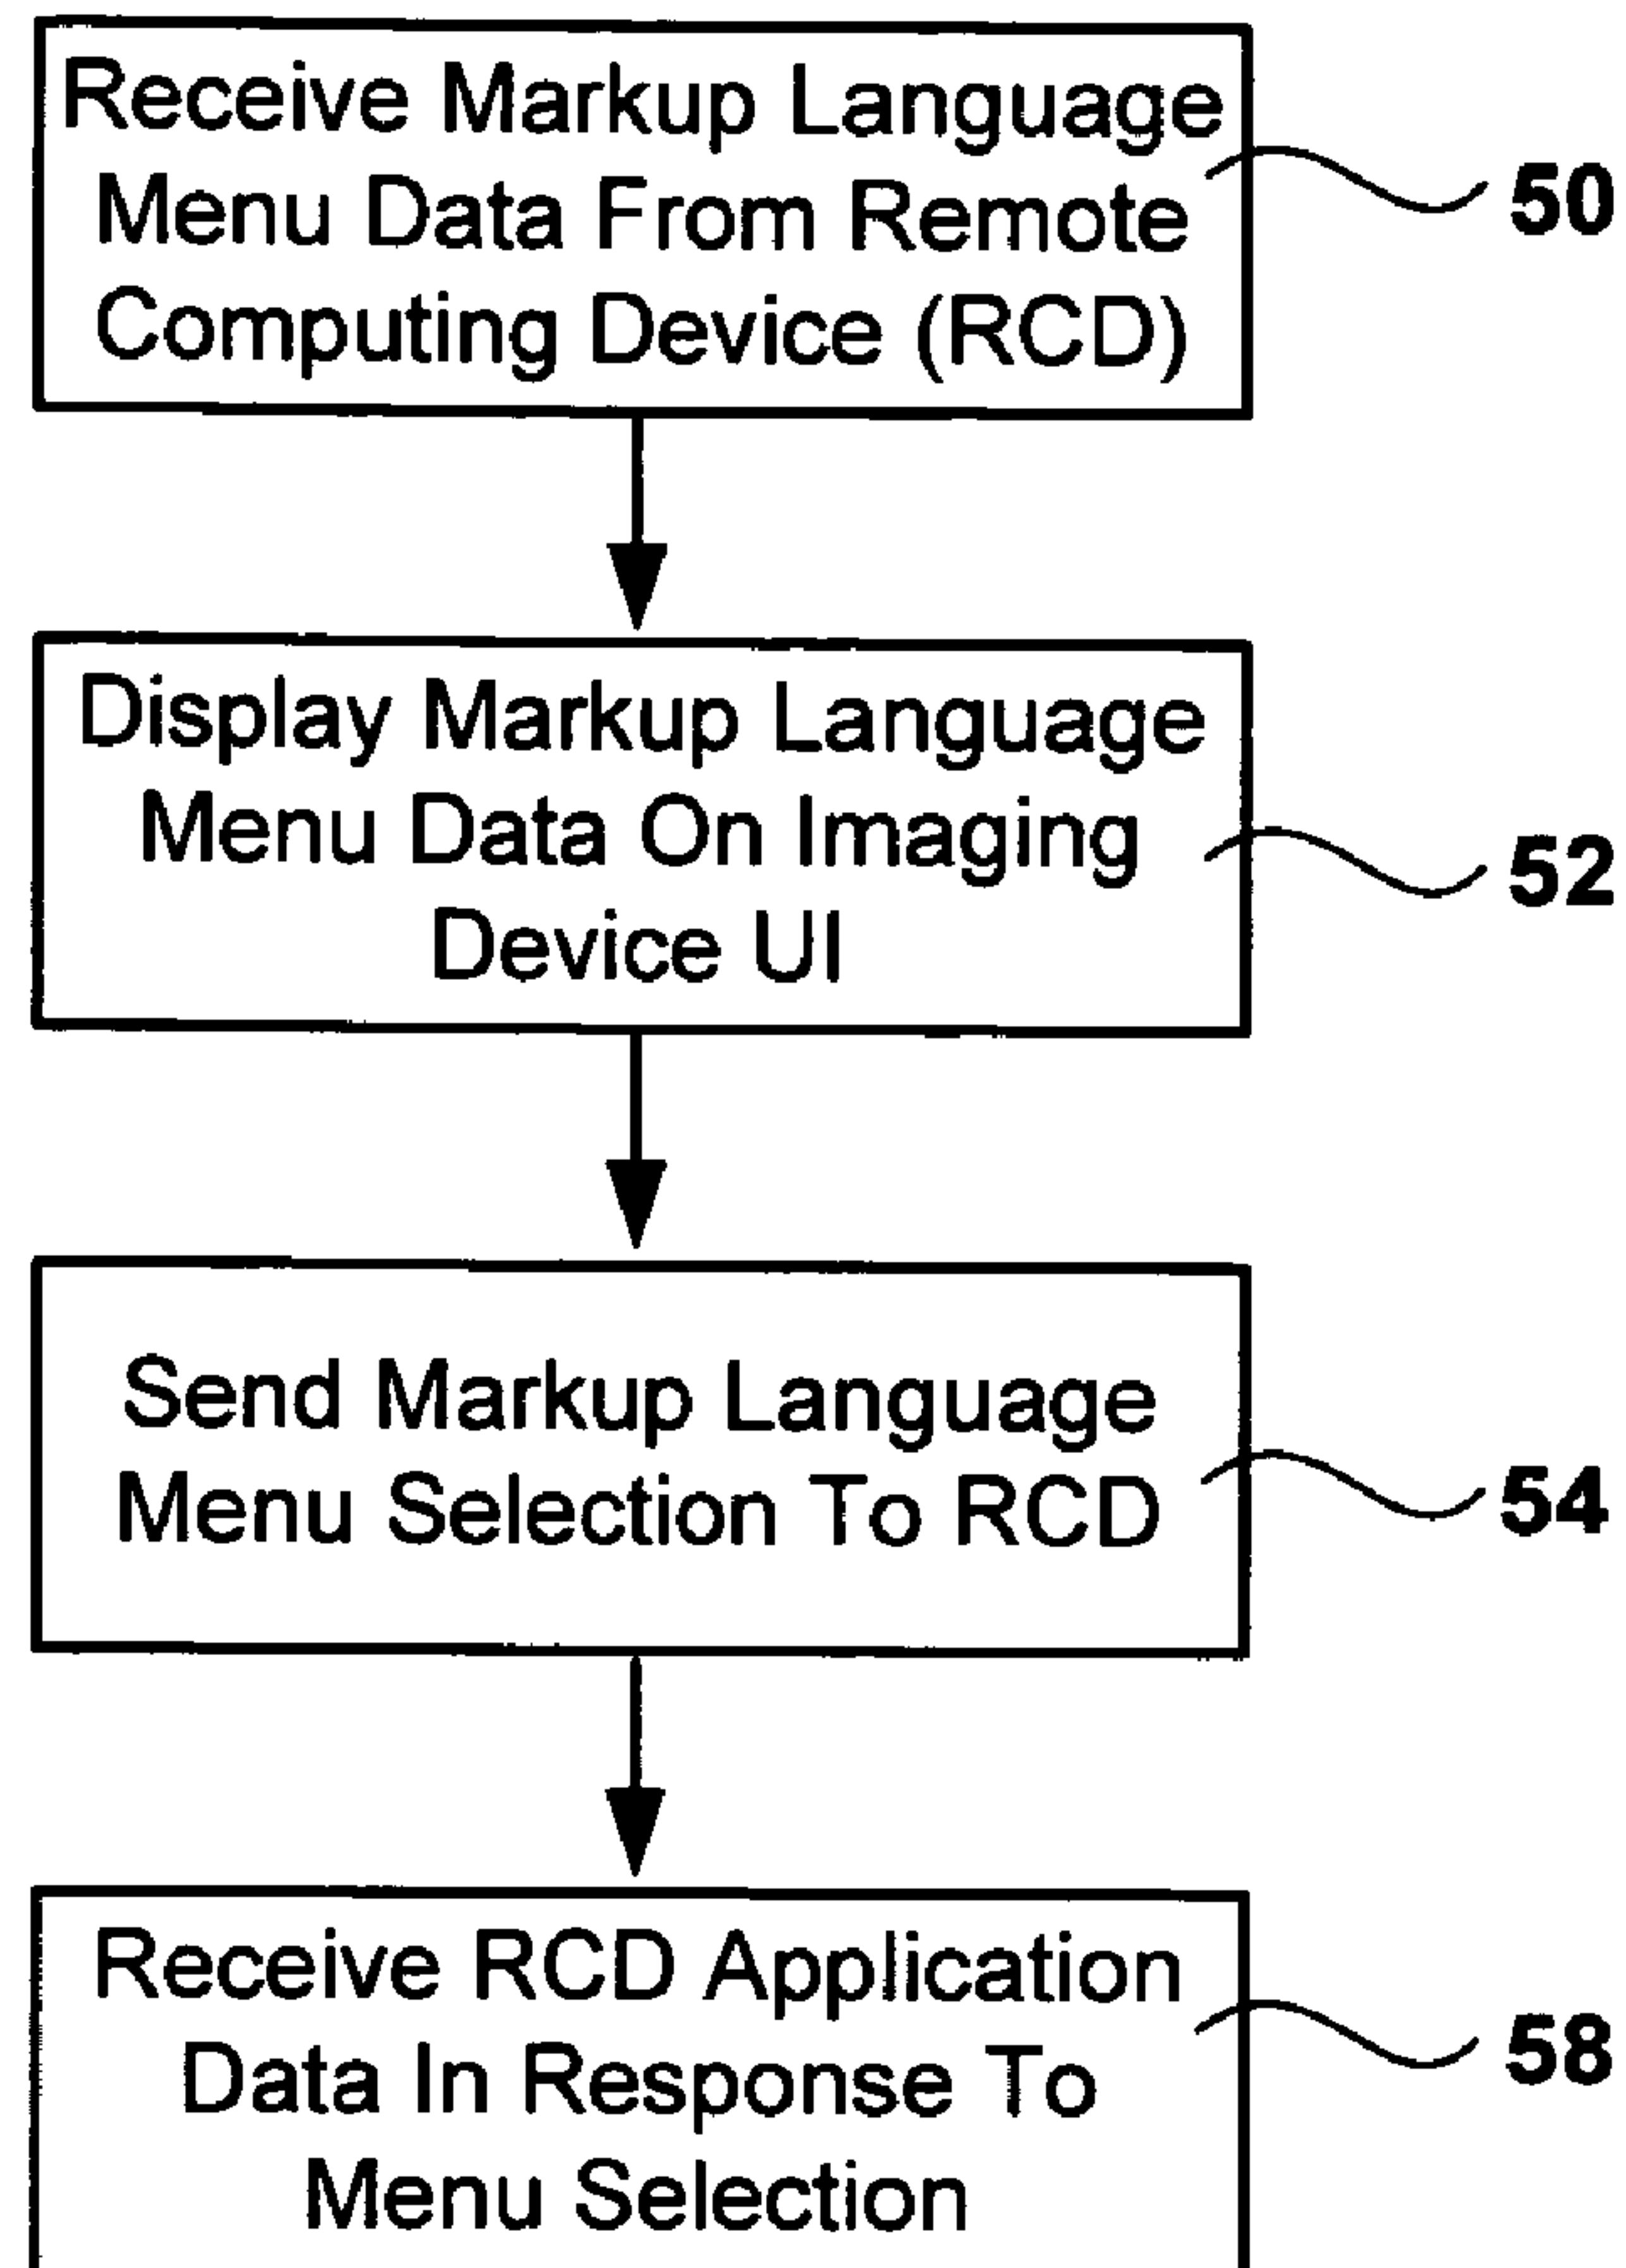 Receive Markup Language
Menu Data From Remote
Computing Device (RCD)
50
Display Markup Language
Menu Data On Imaging
Device UI
52
Send Markup Language
Menu Selection To RCD
54
Receive RCD Application
Data In Response To
Menu Selection
58